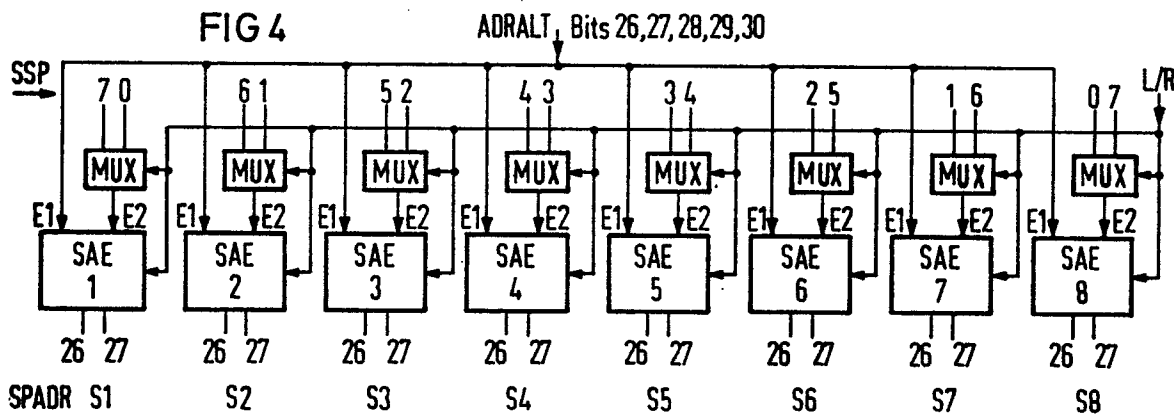 FIG 4
ADRALT Bits 26,27,28,29,30
SSP
L/R
7 0 6 1 5 2 4 3 3 4 2 5 1 6 0 7
MUX MUX MUX MUX MUX MUX MUX MUX
E1 E2 E1 E2 E1 E2 E1 E2 E1 E2 E1 E2 E1 E2 E1 E2
SAE SAE SAE SAE SAE SAE SAE SAE
1 2 3 4 5 6 7 8
26 27 26 27 26 27 26 27 26 27 26 27 26 27 26 27
SPADR S1 S2 S3 S4 S5 S6 S7 S8